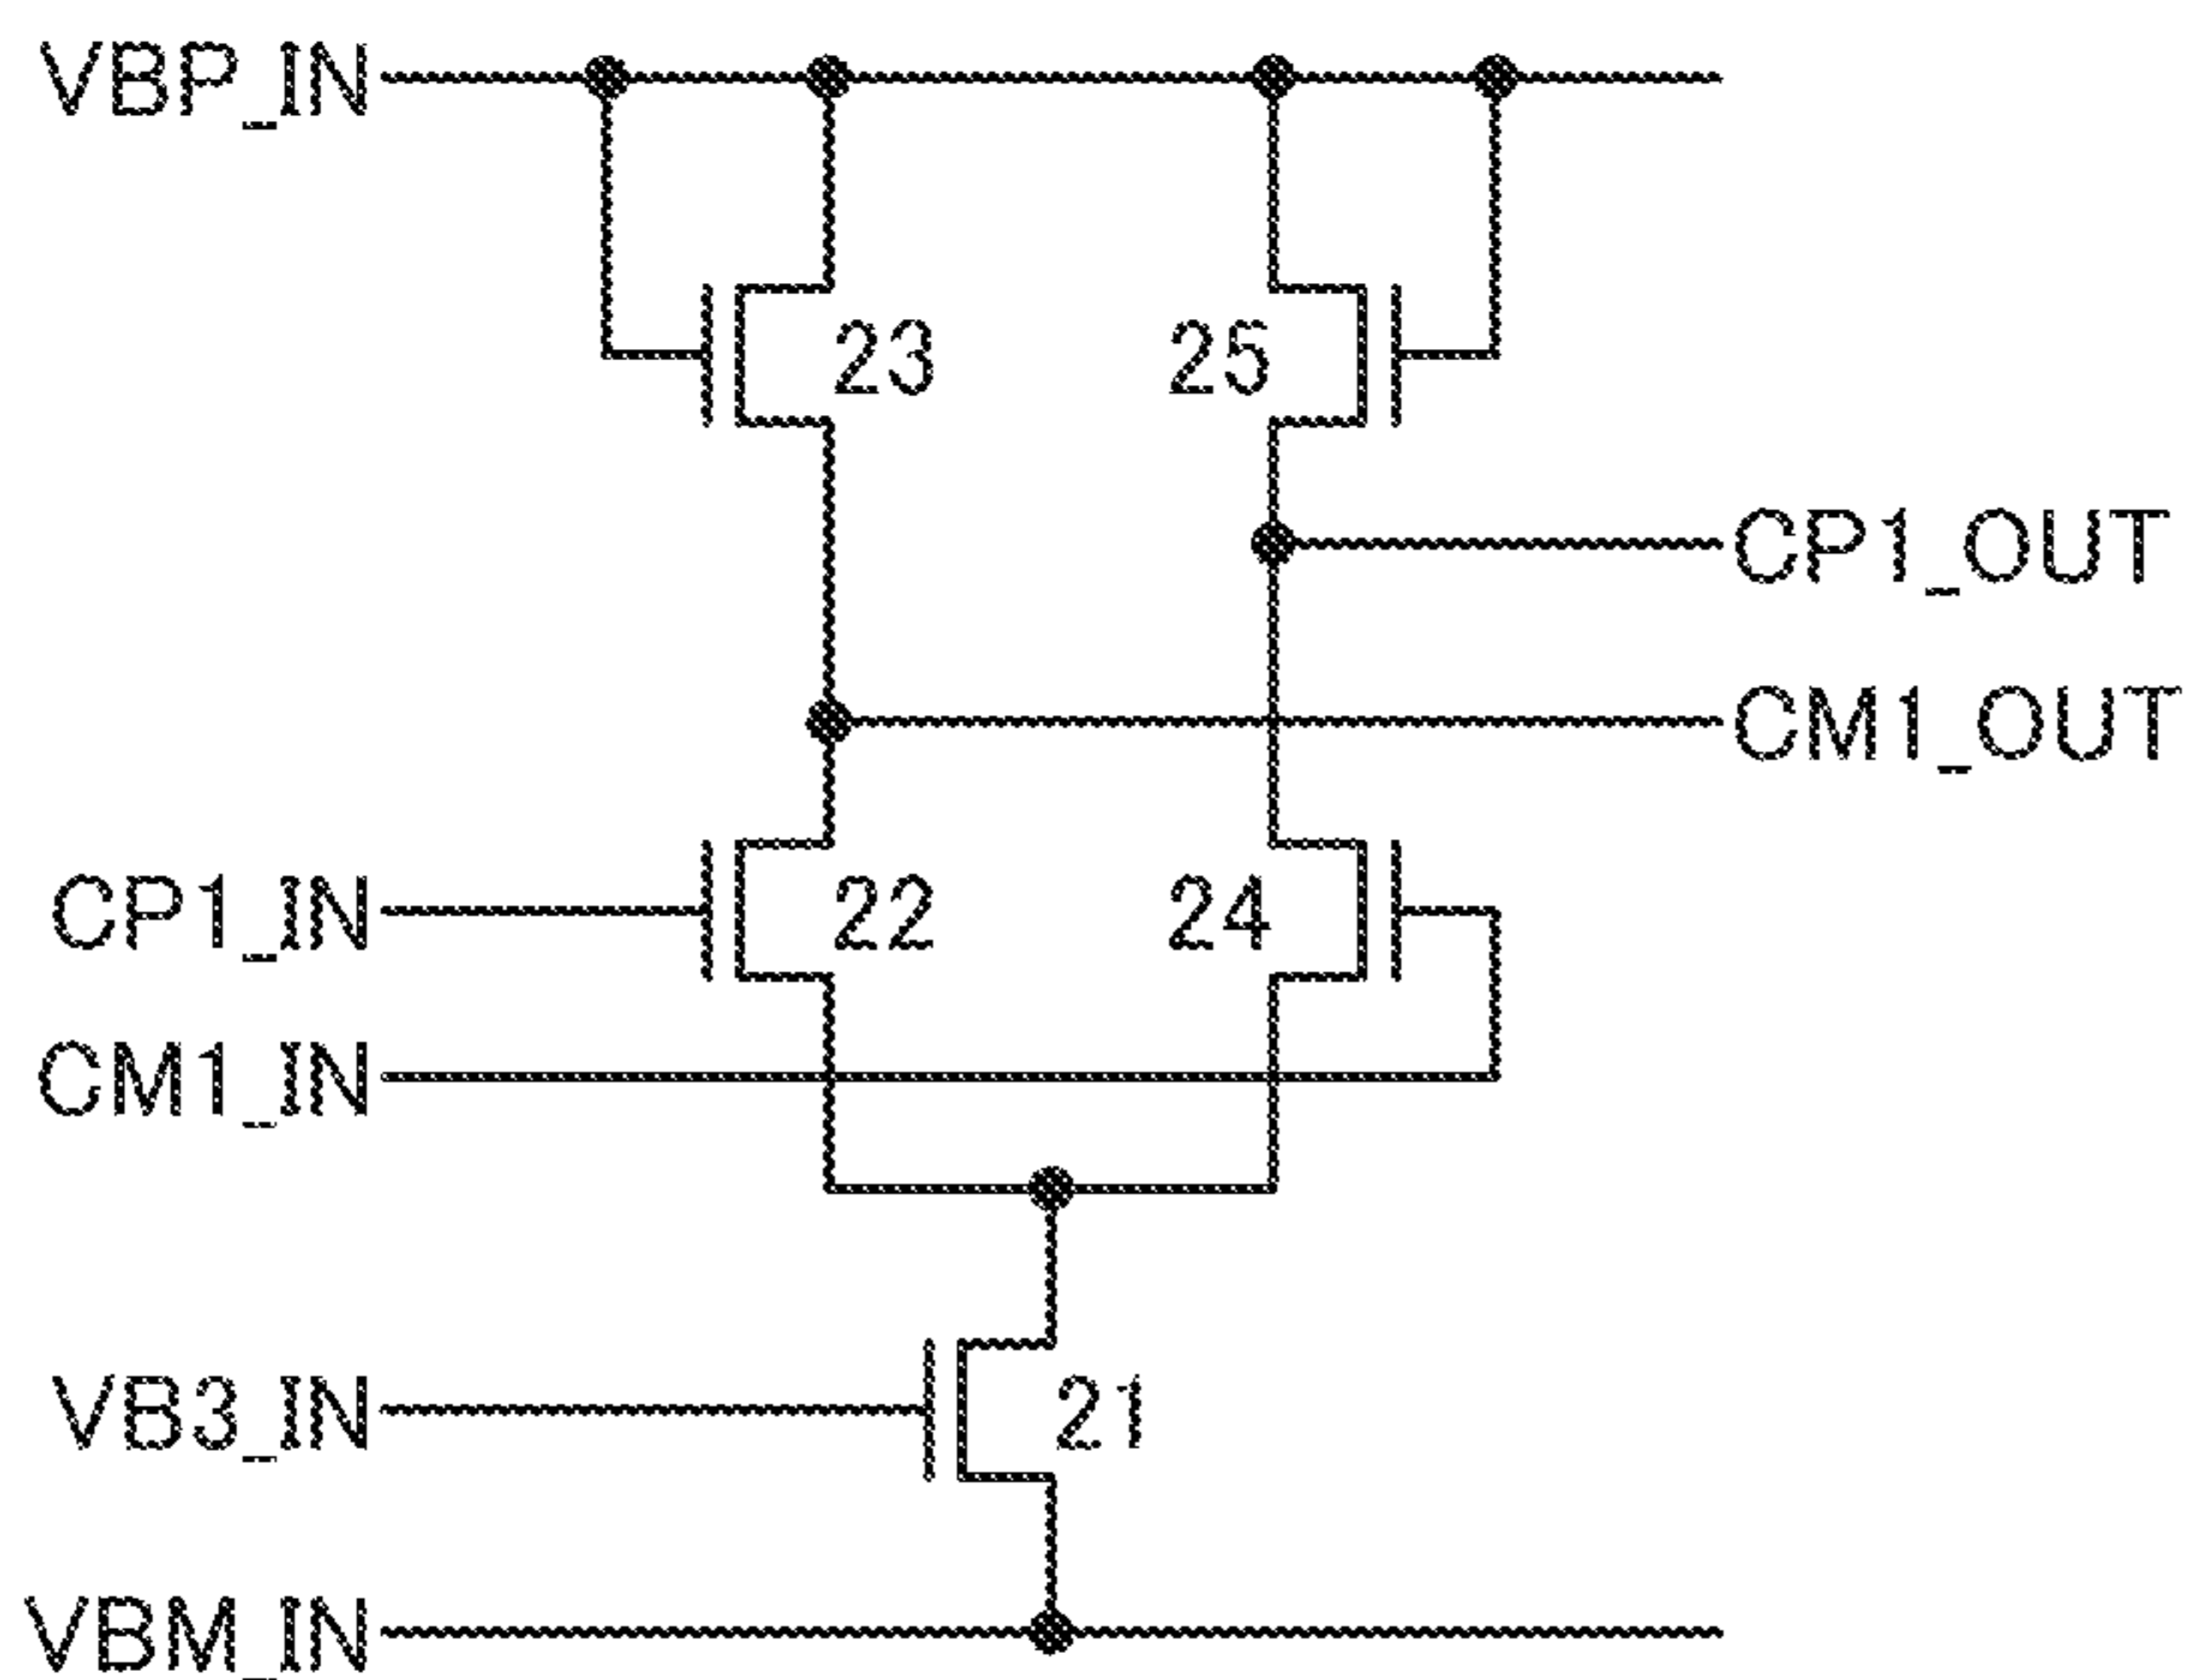 VBP_IN
23
25
CP1_OUT
CM1_OUT
CP1_IN
22
24
CM1_IN
VB3_IN
21
VBM_IN